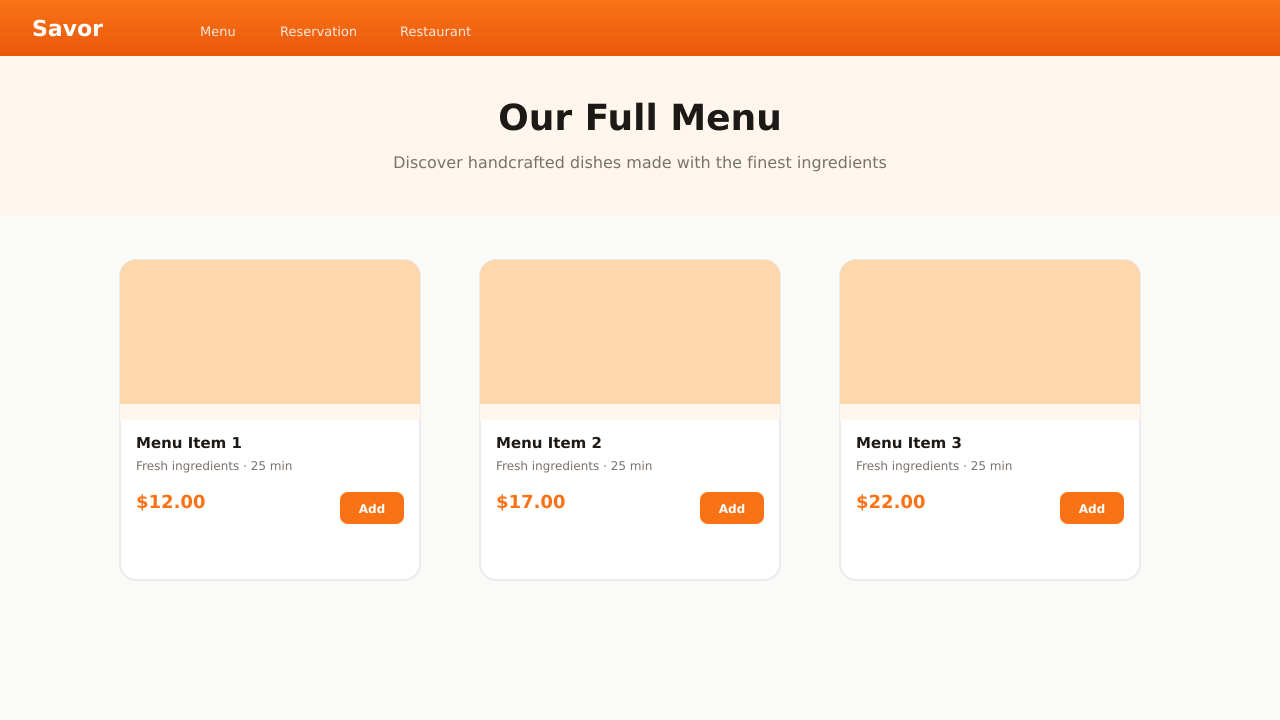 Savor Menu Reservation Restaurant
Our Full Menu
Discover handcrafted dishes made with the finest ingredients
Menu Item 1
Fresh ingredients · 25 min
$12.00 Add
Menu Item 2
Fresh ingredients · 25 min
$17.00 Add
Menu Item 3
Fresh ingredients · 25 min
$22.00 Add